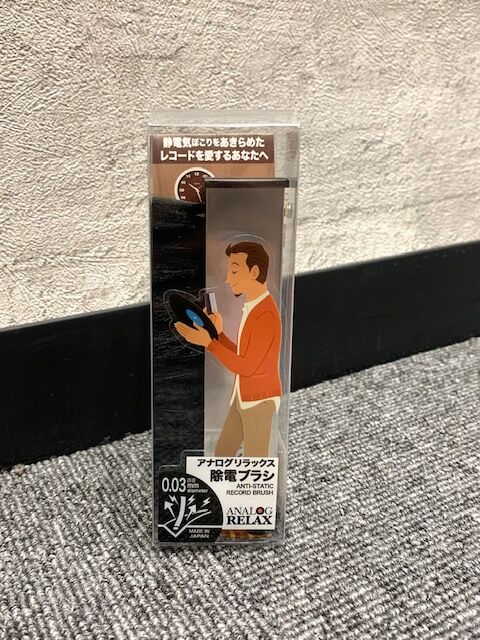 静電気ぼこりをあきらめた
レコードを愛するあなたへ
アナログリラックス
除電ブラシ
ANTI-STATIC
RECORD BRUSH
ANALOG
RELAX
0.03
mm
diameter
MADE IN
JAPAN